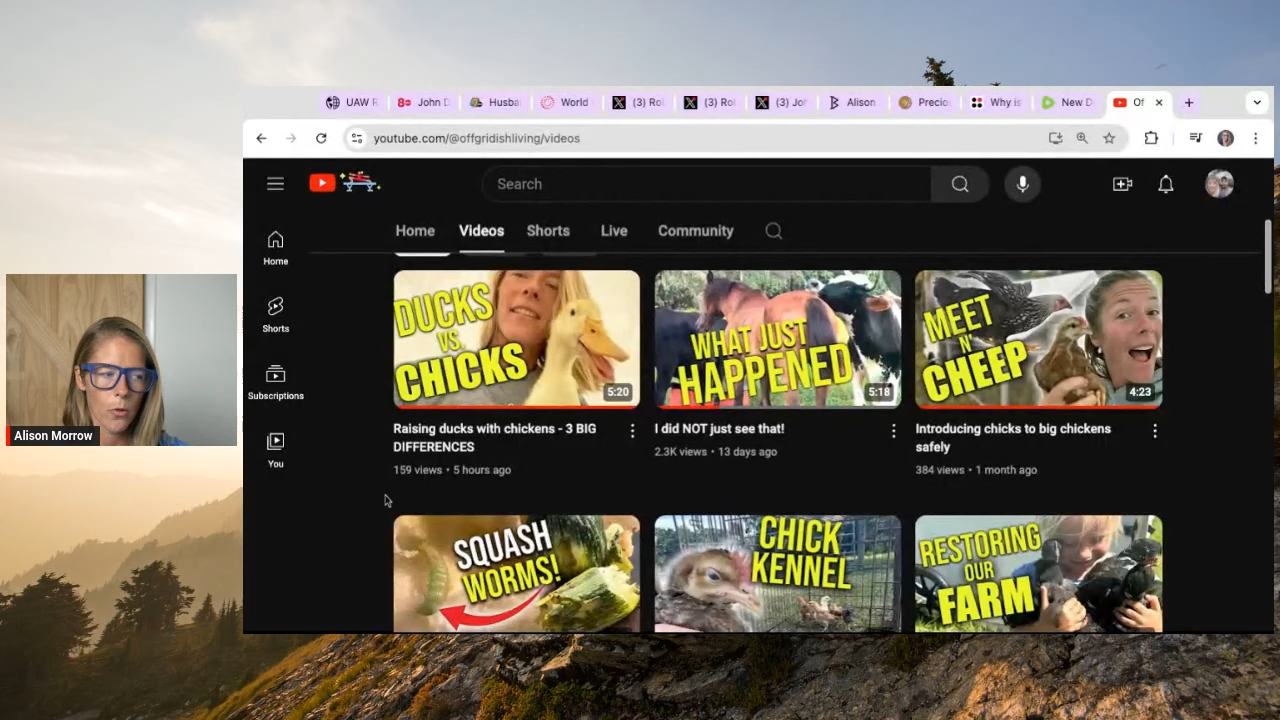 UAW R
John D
Husba
World
(3) Ro
(3) Ro
(3) Jo
Alison
Precio
Why is
New D
Of
youtube.com/@offgridishliving/videos
Search
Home
Videos
Shorts
Live
Community
Home
Shorts
Subscriptions
You
DUCKS
VS.
CHICKS
5:20
WHAT JUST
HAPPENED
5:18
MEET
N'
CHEEP
4:23
Raising ducks with chickens - 3 BIG
DIFFERENCES
159 views • 5 hours ago
I did NOT just see that!
2.3K views • 13 days ago
Introducing chicks to big chickens
safely
384 views • 1 month ago
SQUASH
WORMS!
CHICK
KENNEL
RESTORING
OUR
FARM
Alison Morrow